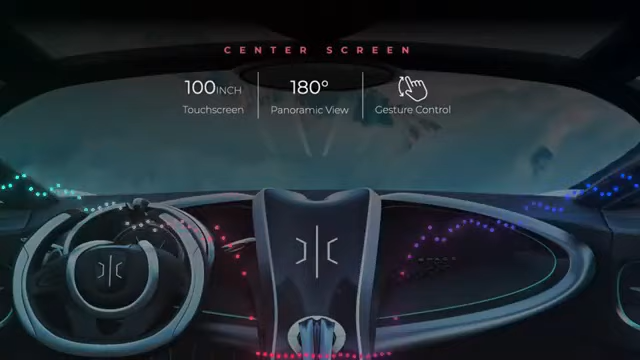 CENTER SCREEN
100INCH 180°
Touchscreen Panoramic View Gesture Control